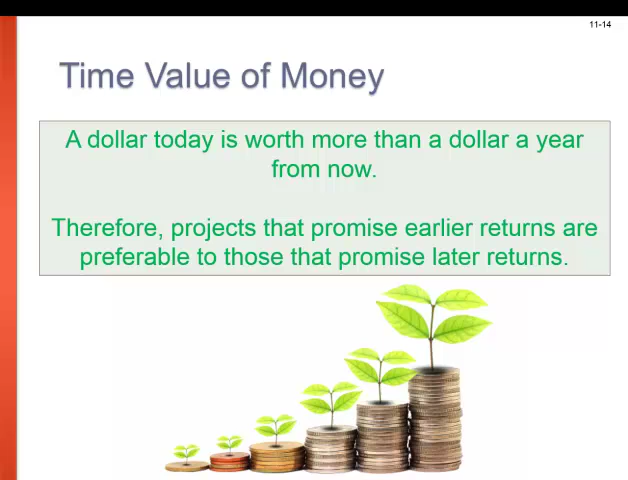 11-14
Time Value of Money
A dollar today is worth more than a dollar a year
from now.
Therefore, projects that promise earlier returns are
preferable to those that promise later returns.